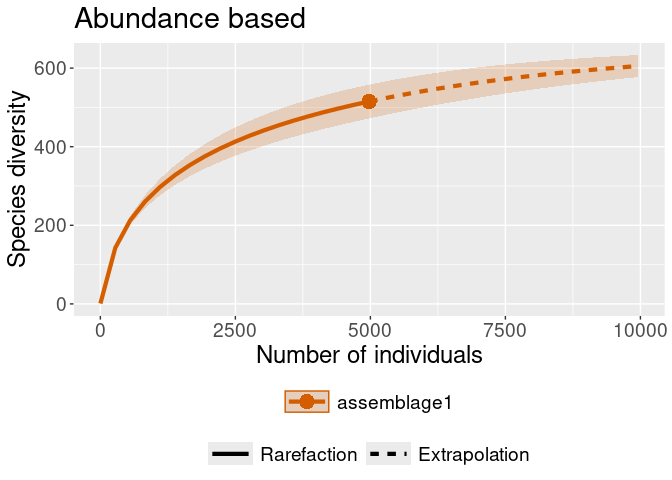 Abundance based
Species diversity
600
400
200
0
0 2500 5000 7500 10000
Number of individuals
assemblage1
Rarefaction Extrapolation